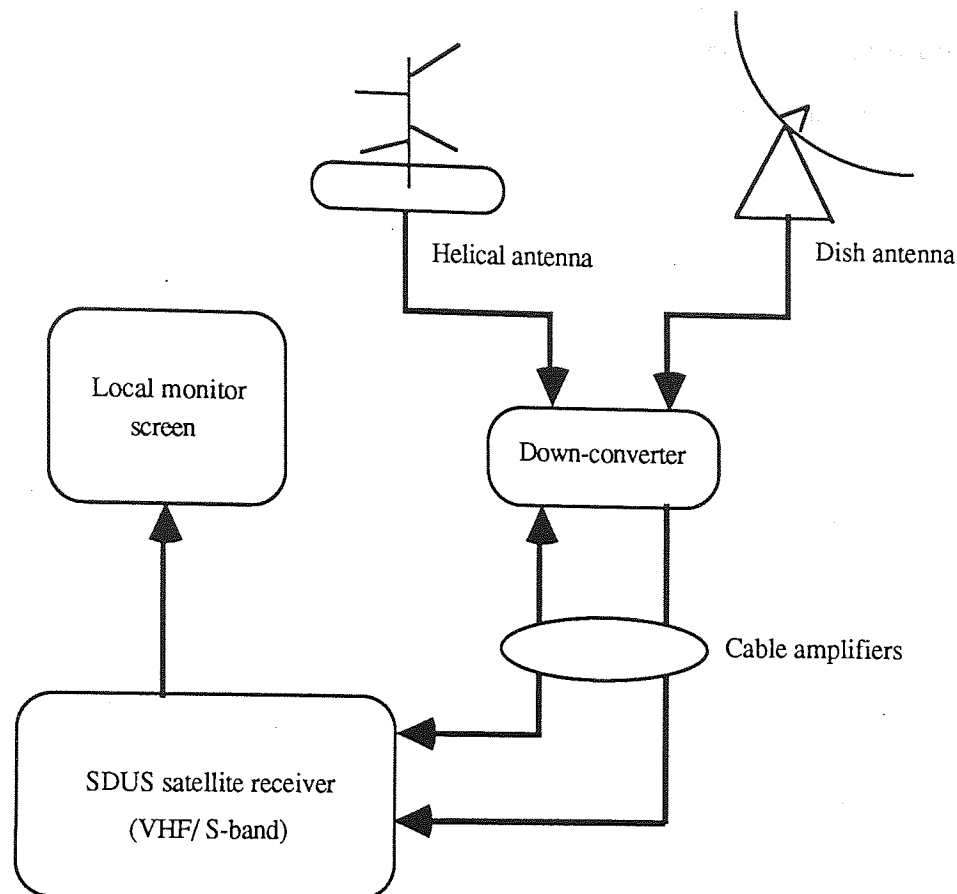 Helical antenna
Dish antenna
Local monitor
screen
Down-converter
Cable amplifiers
SDUS satellite receiver
(VHF/ S-band)